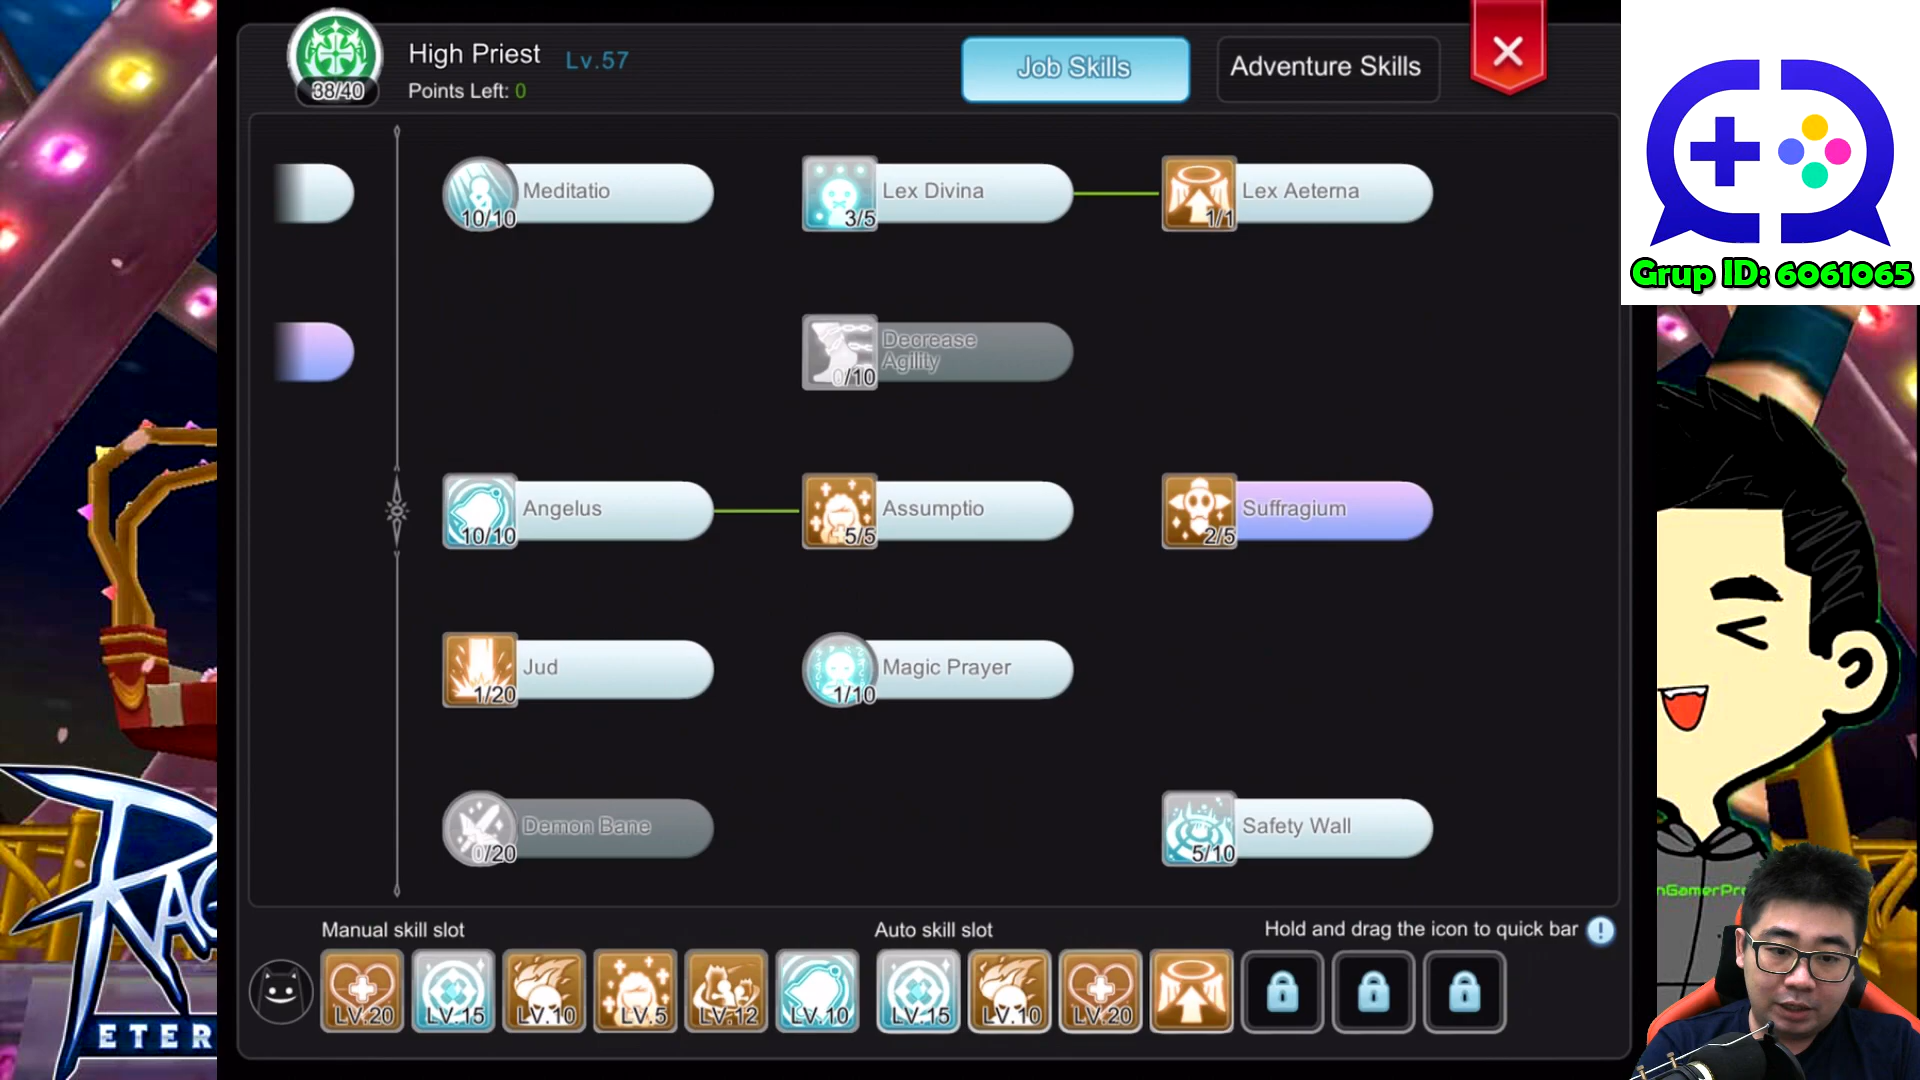 High Priest
Lv.57
38/40
Points Left: 0
Job Skills
Adventure Skills
Grup ID: 6061065
Meditatio
10/10
Lex Divina
3/5
Lex Aeterna
1/1
Decrease
Agility
0/10
Angelus
10/10
Assumptio
5/5
Suffragium
2/5
Jud
1/20
Magic Prayer
1/10
Demon Bane
0/20
Safety Wall
5/10
nGamerPro
RAG
ETER
Manual skill slot
Auto skill slot
Hold and drag the icon to quick bar
LV.20
LV.15
LV.10
LV.5
LV.12
LV.10
LV.15
LV.10
LV.20